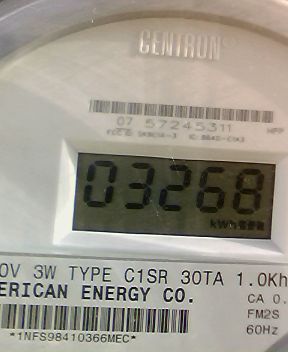 CENTRON®
07 57245311
HPP
03268
kWh
0V 3W TYPE C1SR 30TA 1.0Kh
ERICAN ENERGY CO.
CA 0.
FM2S
60Hz
*1NFS98410366MEC*